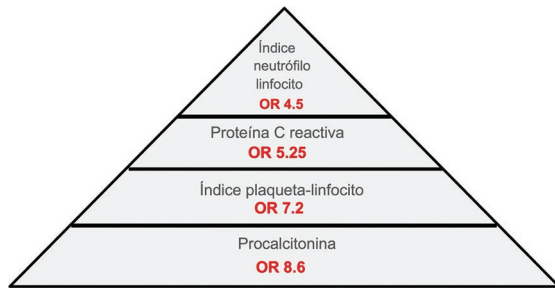 Índice
neutrófilo
linfocito
OR 4.5
Proteína C reactiva
OR 5.25
Índice plaqueta-linfocito
OR 7.2
Procalcitonina
OR 8.6